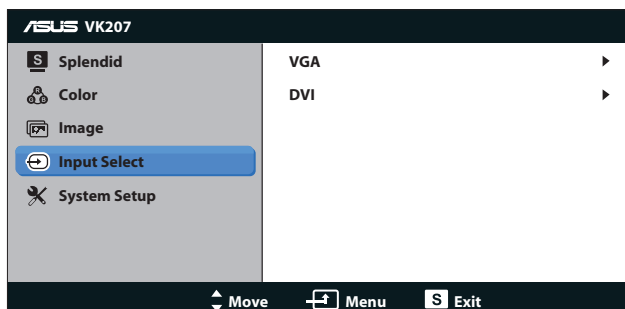 ASUS VK207
S Splendid
R G B Color
Image
Input Select
System Setup
VGA
DVI
Move Menu S Exit